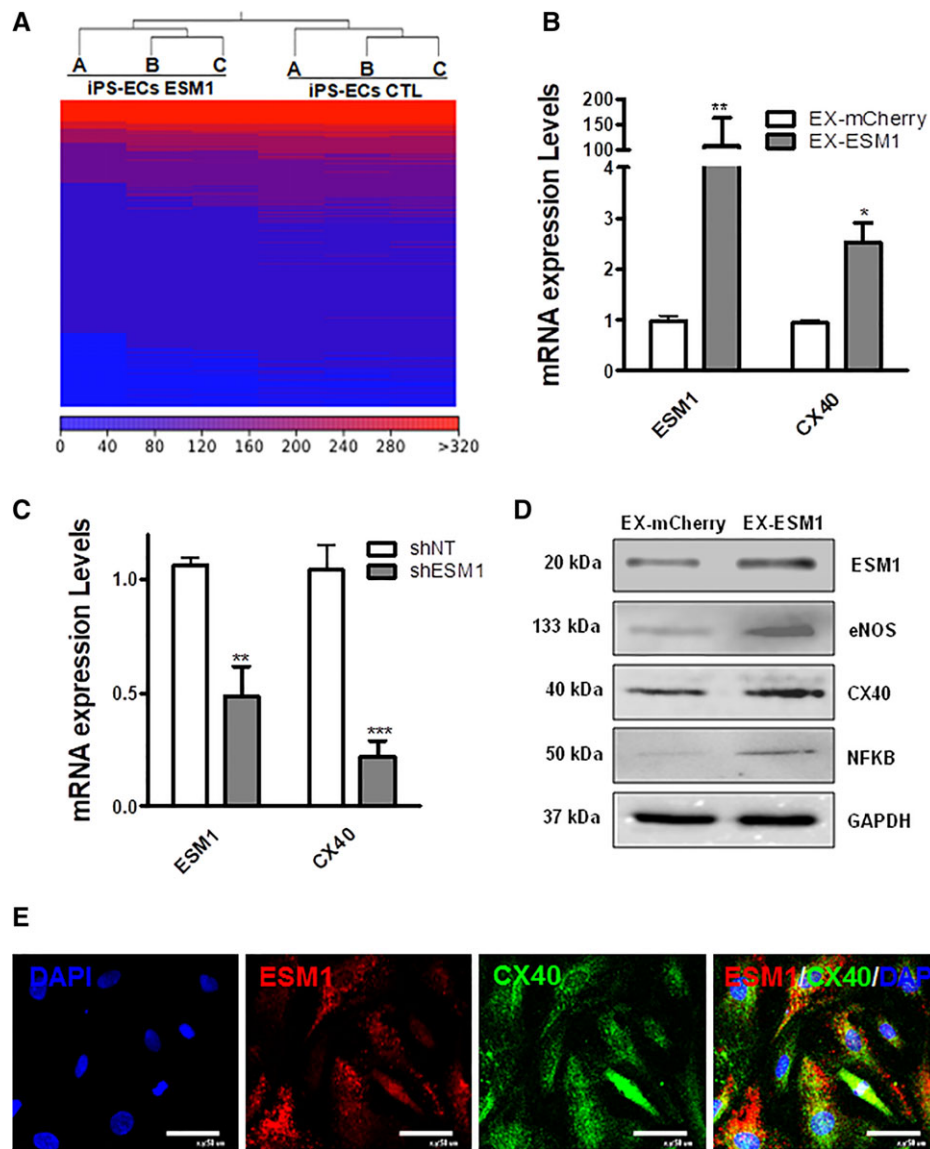 A
A B C A B C
iPS-ECs ESM1 iPS-ECs CTL
0 40 80 120 160 200 240 280 >320
B
mRNA expression Levels
200
150
100
4
3
2
1
0
**
*
EX-mCherry
EX-ESM1
ESM1 CX40
C
mRNA expression Levels
1.0
0.5
0.0
**
***
shNT
shESM1
ESM1 CX40
D
EX-mCherry EX-ESM1
20 kDa ESM1
133 kDa eNOS
40 kDa CX40
50 kDa NFKB
37 kDa GAPDH
E
DAPI ESM1 CX40 ESM1/CX40/DAP